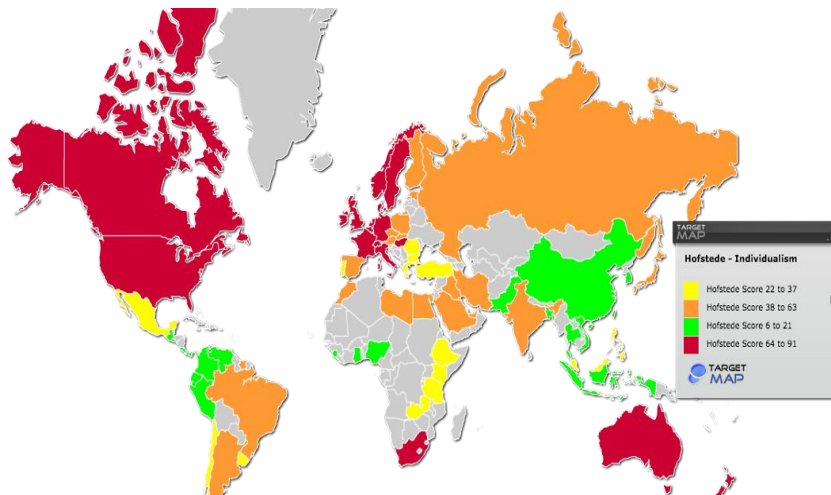 TARGET
MAP
Hofstede - Individualism
Hofstede Score 22 to 37
Hofstede Score 38 to 63
Hofstede Score 6 to 21
Hofstede Score 64 to 91
TARGET
MAP